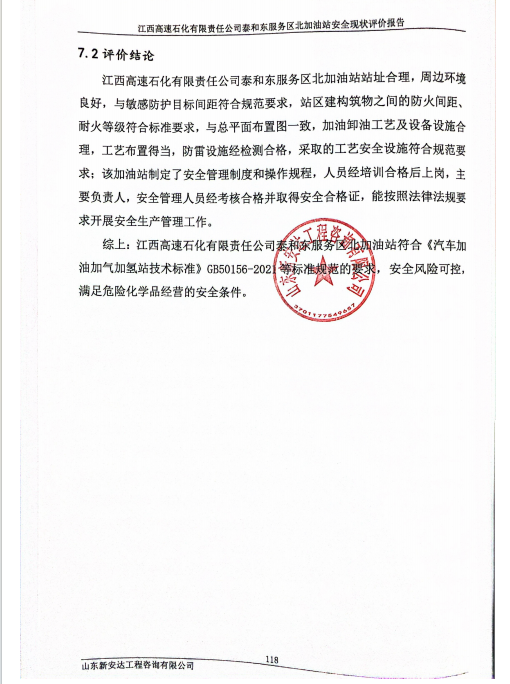 江西高速石化有限责任公司泰和东服务区北加油站安全现状评价报告
7.2 评价结论
江西高速石化有限责任公司泰和东服务区北加油站站址合理，周边环境
良好，与敏感防护目标间距符合规范要求，站区建构筑物之间的防火间距、
耐火等级符合标准要求，与总平面布置图一致，加油卸油工艺及设备设施合
理，工艺布置得当，防雷设施经检测合格，采取的工艺安全设施符合规范要
求；该加油站制定了安全管理制度和操作规程，人员经培训合格后上岗，主
要负责人，安全管理人员经考核合格并取得安全合格证，能按照法律法规要
求开展安全生产管理工作。
综上：江西高速石化有限责任公司泰和东服务区北加油站符合《汽车加
油加气加氢站技术标准》GB50156-2021 等标准规范的要求，安全风险可控，
满足危险化学品经营的安全条件。
山东新安达工程咨询有限公司
3701177849657
118
山东新安达工程咨询有限公司